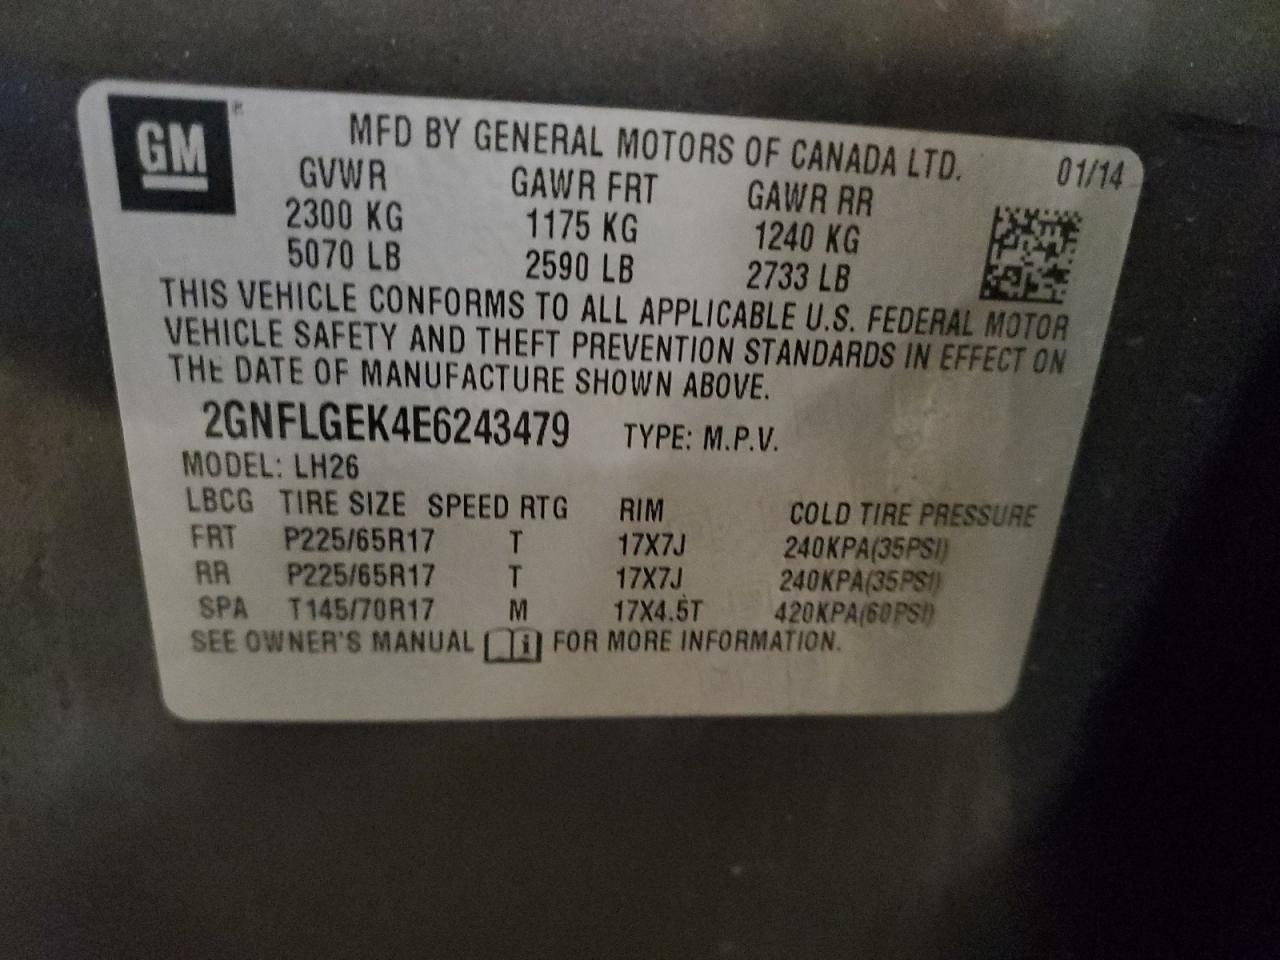 GM
MFD BY GENERAL MOTORS OF CANADA LTD.
01/14
GVWR GAWR FRT GAWR RR
2300 KG 1175 KG 1240 KG
5070 LB 2590 LB 2733 LB
THIS VEHICLE CONFORMS TO ALL APPLICABLE U.S. FEDERAL MOTOR
VEHICLE SAFETY AND THEFT PREVENTION STANDARDS IN EFFECT ON
THE DATE OF MANUFACTURE SHOWN ABOVE.
2GNFLGEK4E6243479 TYPE: M.P.V.
MODEL: LH26
LBCG TIRE SIZE SPEED RTG RIM COLD TIRE PRESSURE
FRT P225/65R17 T 17X7J 240KPA(35PSI)
RR P225/65R17 T 17X7J 240KPA(35PSI)
SPA T145/70R17 M 17X4.5T 420KPA(60PSI)
SEE OWNER'S MANUAL i FOR MORE INFORMATION.